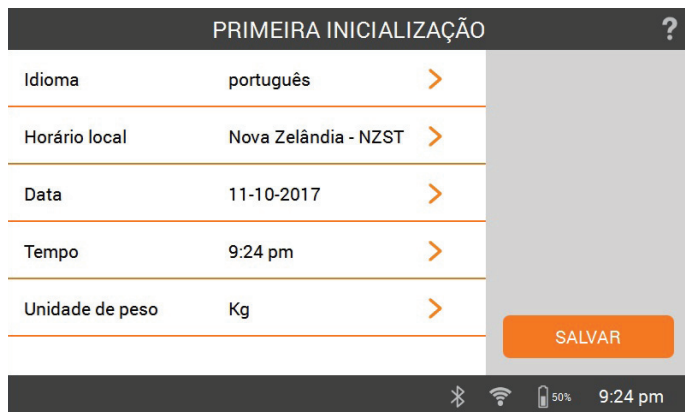 PRIMEIRA INICIALIZAÇÃO ?
Idioma português
Horário local Nova Zelândia - NZST
Data 11-10-2017
Tempo 9:24 pm
Unidade de peso Kg
SALVAR
50% 9:24 pm